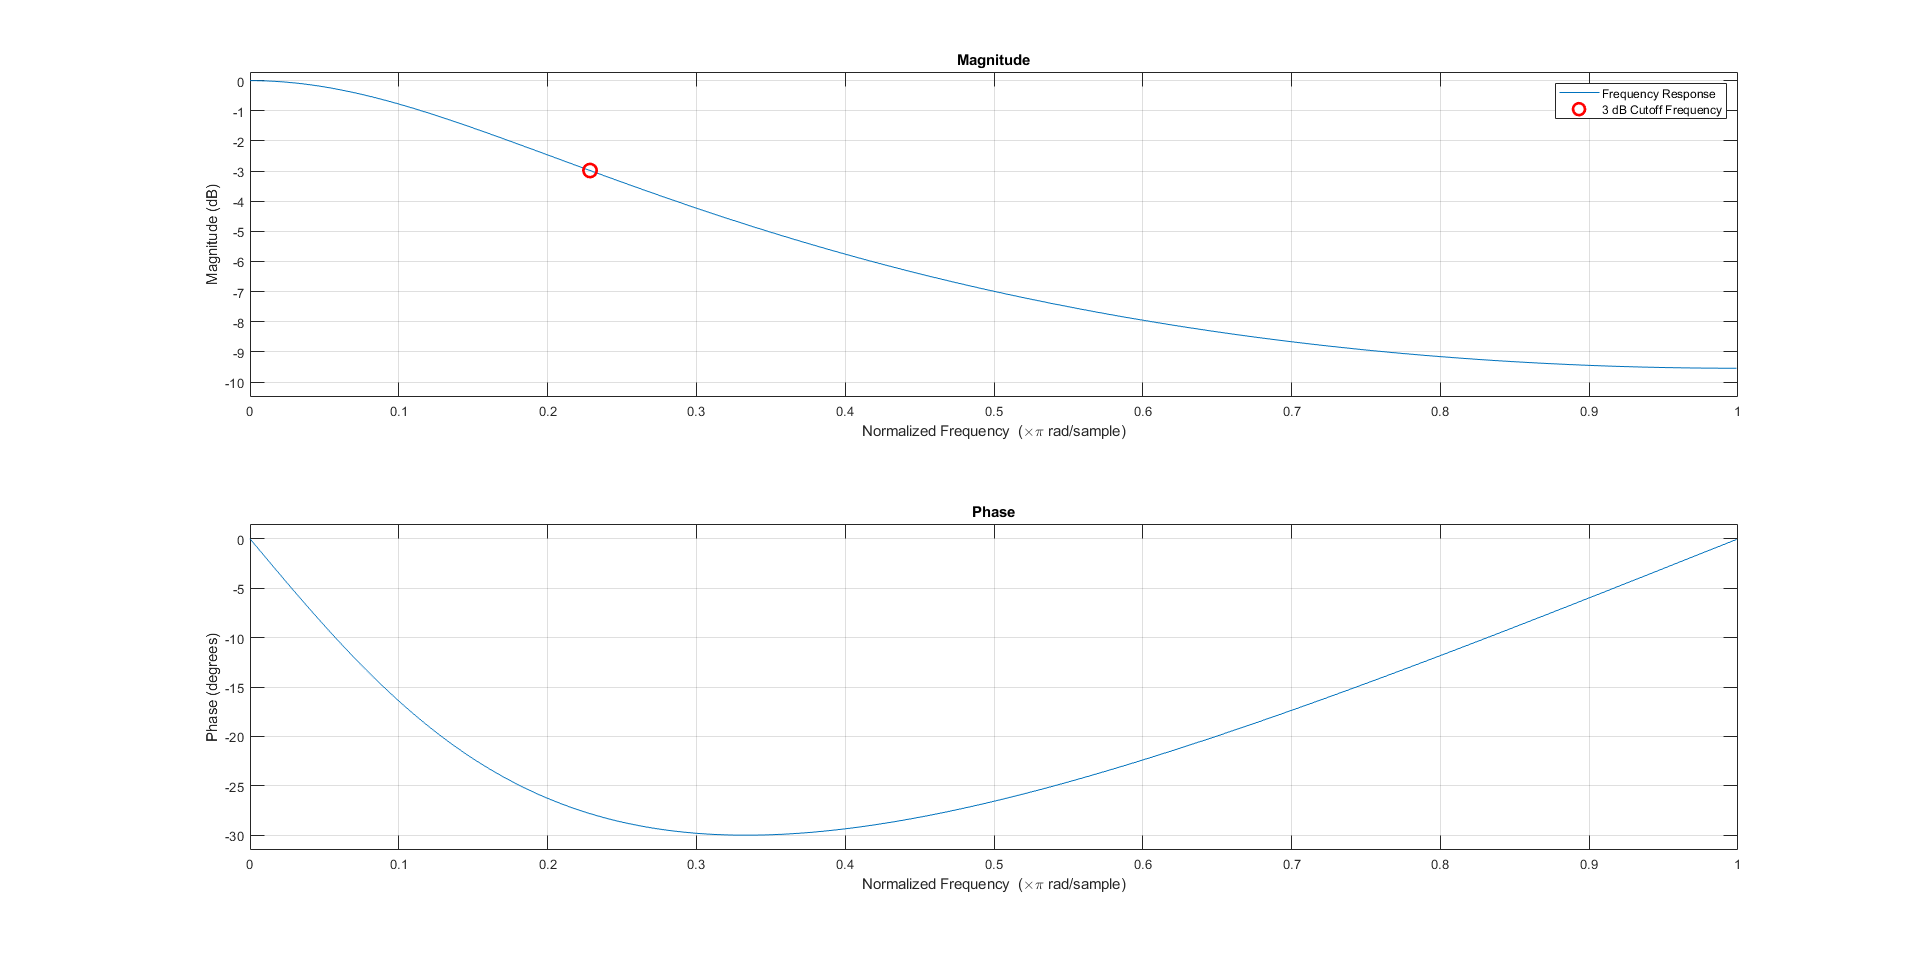 Magnitude
Frequency Response
3 dB Cutoff Frequency
Magnitude (dB)
0
-1
-2
-3
-4
-5
-6
-7
-8
-9
-10
0 0.1 0.2 0.3 0.4 0.5 0.6 0.7 0.8 0.9 1
Normalized Frequency (×π rad/sample)
Phase
Phase (degrees)
0
-5
-10
-15
-20
-25
-30
0 0.1 0.2 0.3 0.4 0.5 0.6 0.7 0.8 0.9 1
Normalized Frequency (×π rad/sample)